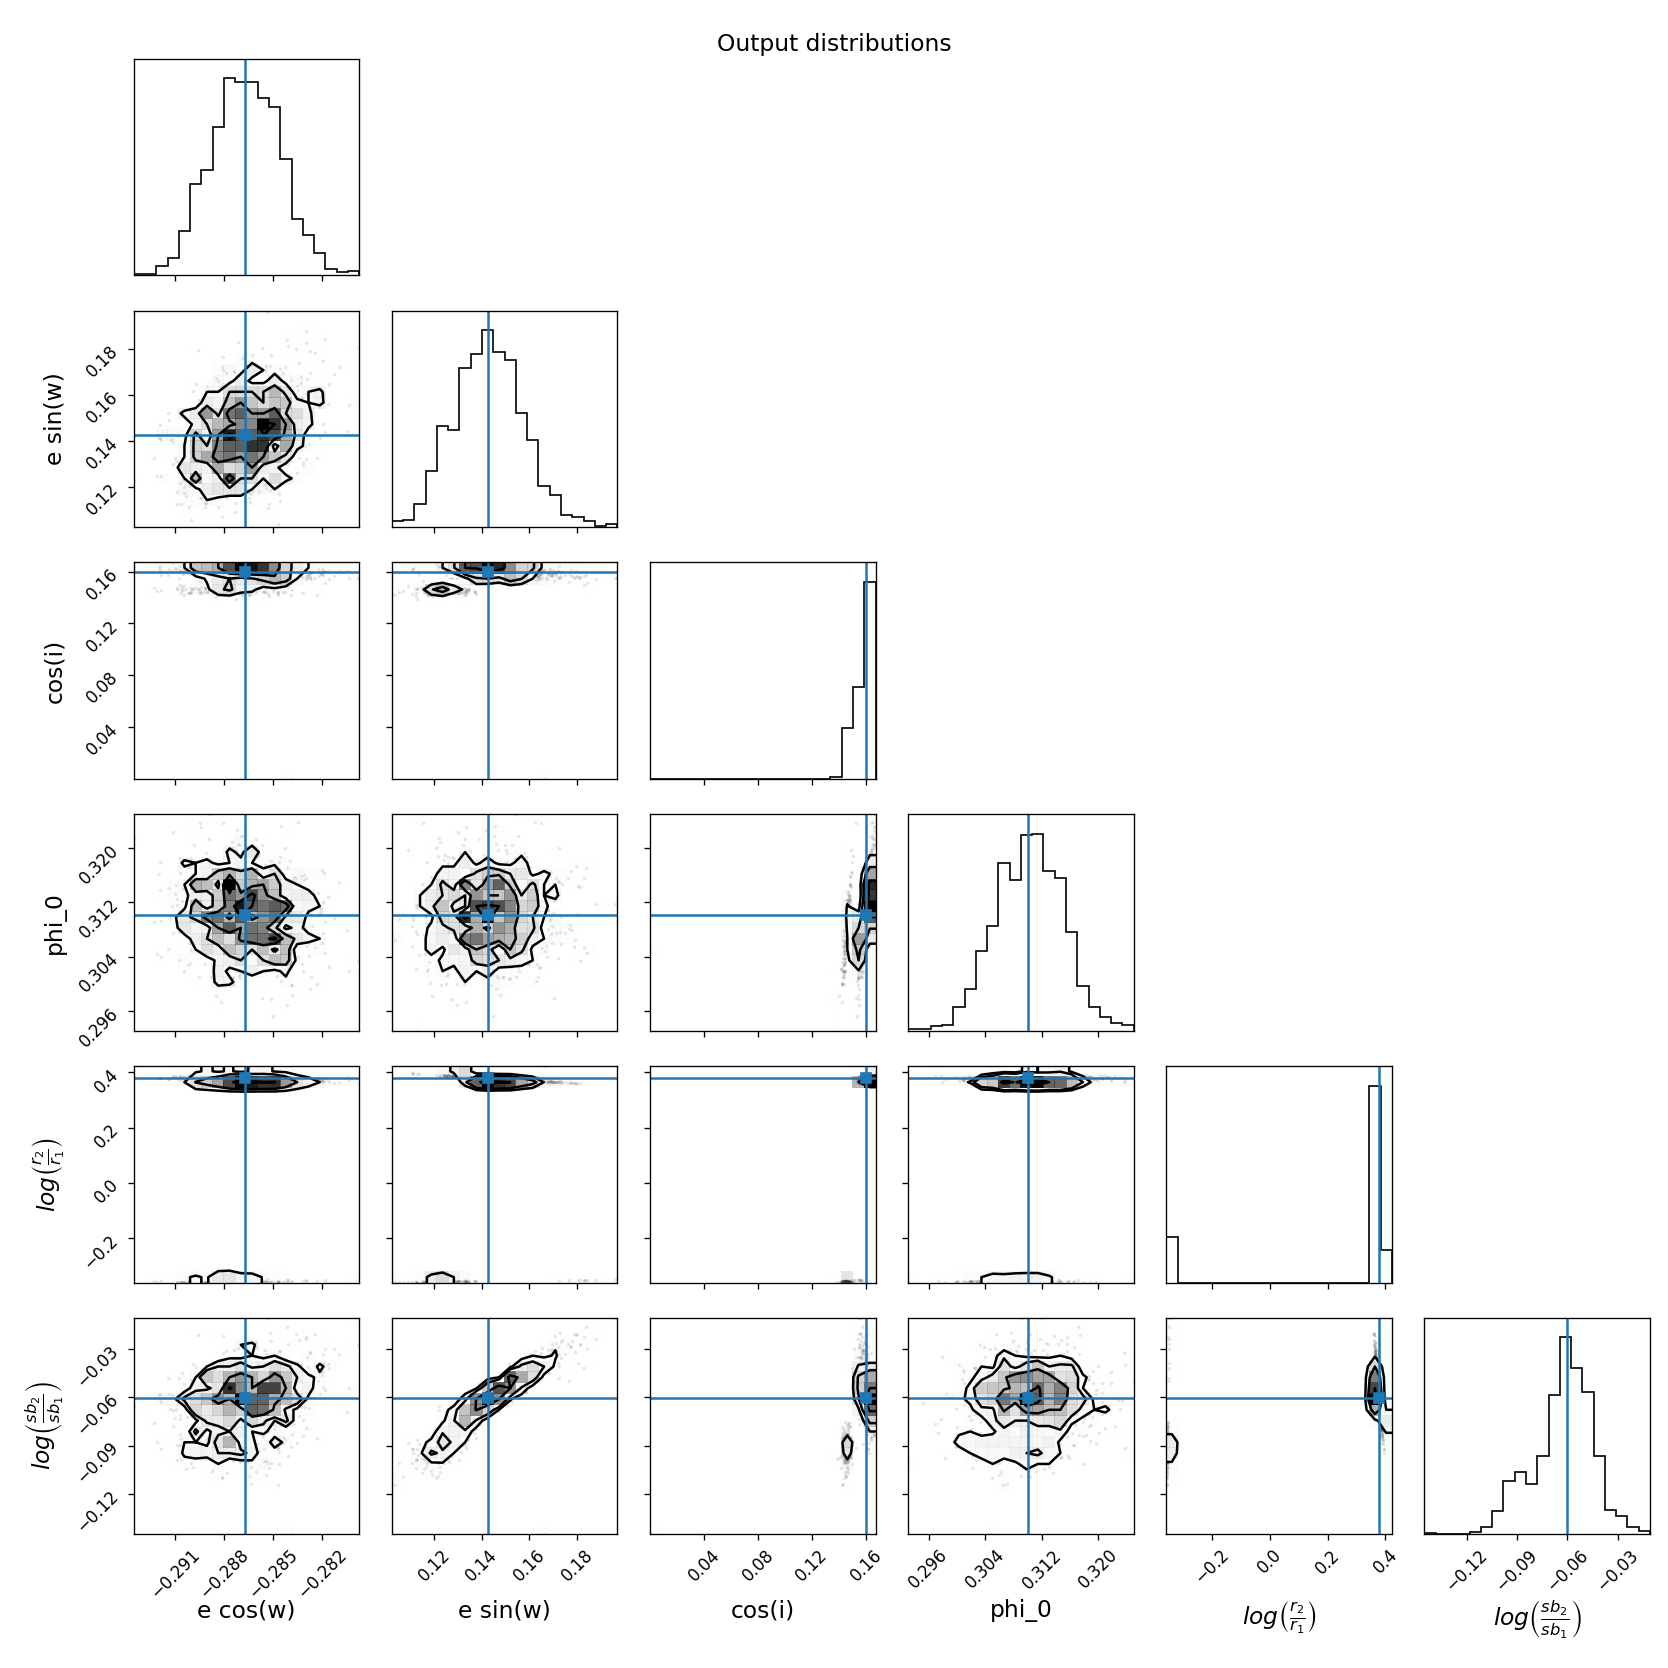 Output distributions
0.18
0.16
0.14
0.12
e sin(w)
0.16
0.12
0.08
0.04
cos(i)
0.320
0.312
0.304
0.296
phi_0
0.4
0.2
0.0
−0.2
log(r₂/r₁)
−0.03
−0.06
−0.09
−0.12
log(sb₂/sb₁)
−0.291 −0.288 −0.285 −0.282 0.12 0.14 0.16 0.18 0.04 0.08 0.12 0.16 0.296 0.304 0.312 0.320 −0.2 0.0 0.2 0.4 −0.12 −0.09 −0.06 −0.03
e cos(w) e sin(w) cos(i) phi_0 log(r₂/r₁) log(sb₂/sb₁)